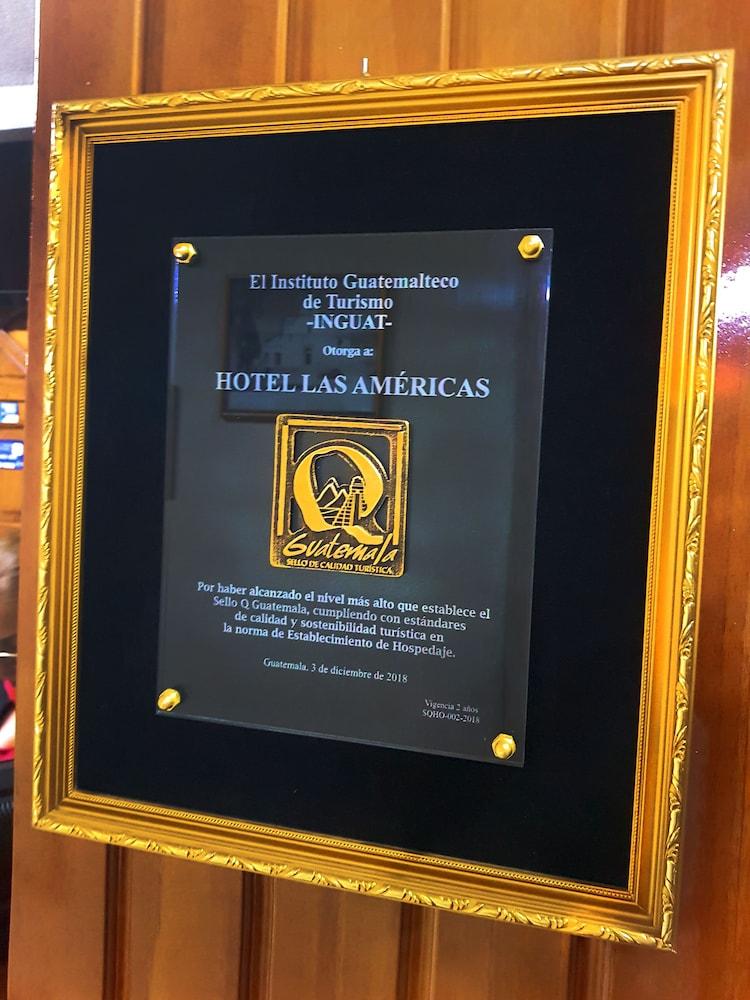 El Instituto Guatemalteco
de Turismo
-INGUAT-
Otorga a:
HOTEL LAS AMÉRICAS
Q
Guatemala
SELLO DE CALIDAD TURÍSTICA
Por haber alcanzado el nível más alto que establece el
Sello Q Guatemala, cumpliendo con estándares
de calidad y sostenibilidad turística en
la norma de Establecimiento de Hospedaje.
Guatemala, 3 de diciembre de 2018
Vigencia 2 años
SQHO-002-2018